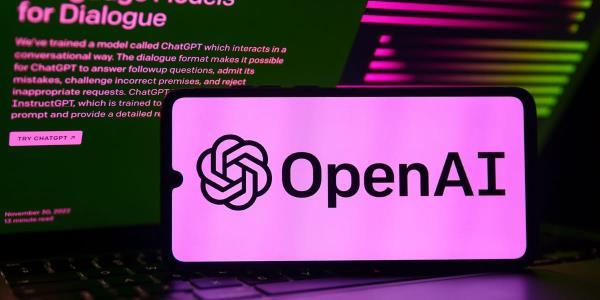 Models
for Dialogue
We've trained a model called ChatGPT which interacts in a
conversational way. The dialogue format makes it possible
for ChatGPT to answer followup questions, admit its
mistakes, challenge incorrect premises, and reject
inappropriate requests. ChatGPT
InstructGPT, which is trained to
prompt and provide a detailed re
TRY CHATGPT ↗
November 30, 2022
13 minute read
OpenAI